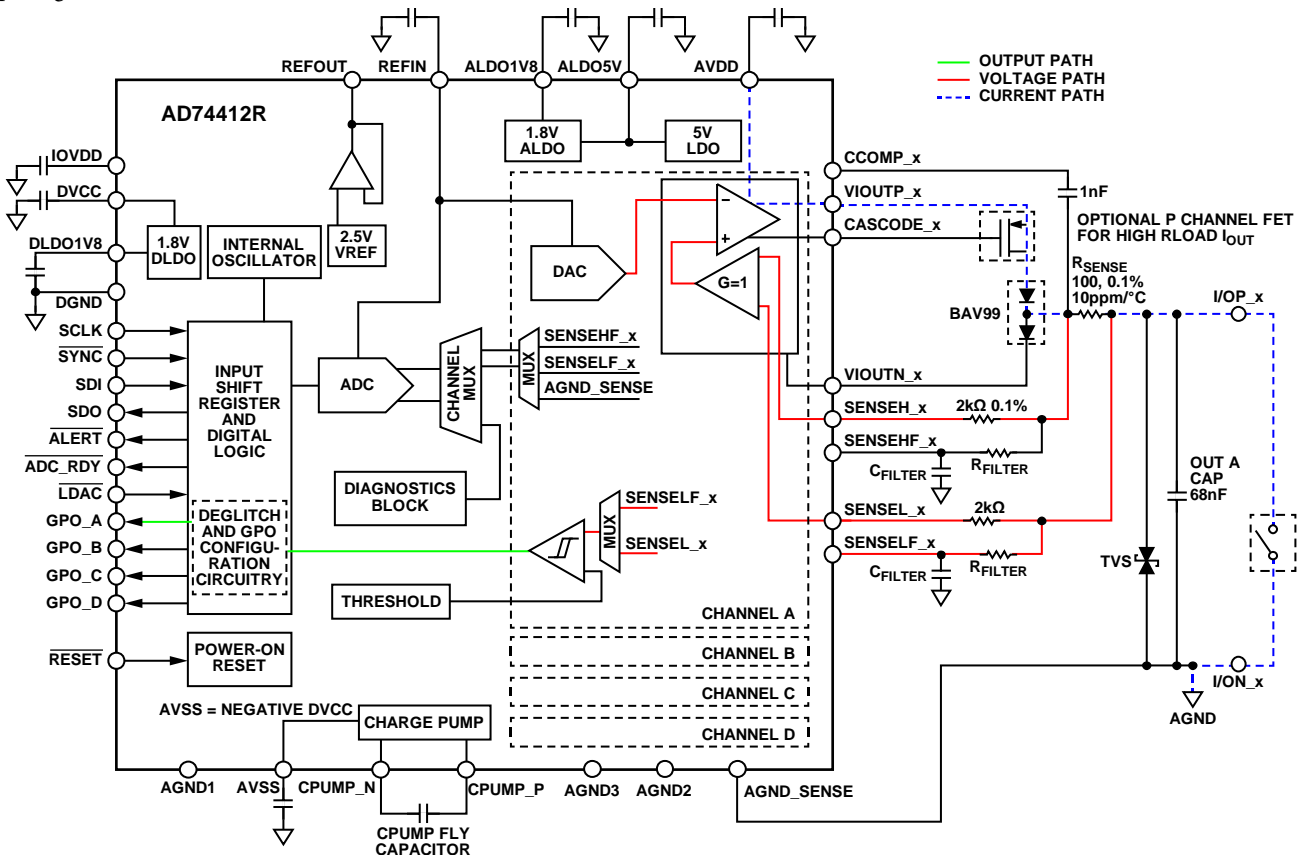 REFOUT
REFIN
ALDO1V8
ALDO5V
AVDD
OUTPUT PATH
VOLTAGE PATH
CURRENT PATH
AD74412R
IOVDD
DVCC
DLDO1V8
DGND
SCLK
SYNC
SDI
SDO
ALERT
ADC_RDY
LDAC
GPO_A
GPO_B
GPO_C
GPO_D
RESET
1.8V
DLDO
INTERNAL
OSCILLATOR
2.5V
VREF
1.8V
ALDO
5V
LDO
INPUT
SHIFT
REGISTER
AND
DIGITAL
LOGIC
DEGLITCH
AND GPO
CONFIGU-
RATION
CIRCUITRY
POWER-ON
RESET
ADC
CHANNEL
MUX
MUX
SENSEHF_x
SENSELF_x
AGND_SENSE
DAC
G=1
−
+
DIAGNOSTICS
BLOCK
THRESHOLD
MUX
SENSELF_x
SENSEL_x
CHANNEL A
CHANNEL B
CHANNEL C
CHANNEL D
AVSS = NEGATIVE DVCC
CHARGE PUMP
AGND1
AVSS
CPUMP_N
CPUMP_P
AGND3
AGND2
AGND_SENSE
CPUMP FLY
CAPACITOR
CCOMP_x
VIOUTP_x
CASCODE_x
VIOUTN_x
SENSEH_x
SENSEHF_x
SENSEL_x
SENSELF_x
1nF
OPTIONAL P CHANNEL FET
FOR HIGH RLOAD IOUT
RSENSE
100, 0.1%
10ppm/°C
BAV99
2kΩ 0.1%
CFILTER
RFILTER
2kΩ
CFILTER
RFILTER
I/OP_x
OUT A
CAP
68nF
TVS
I/ON_x
AGND